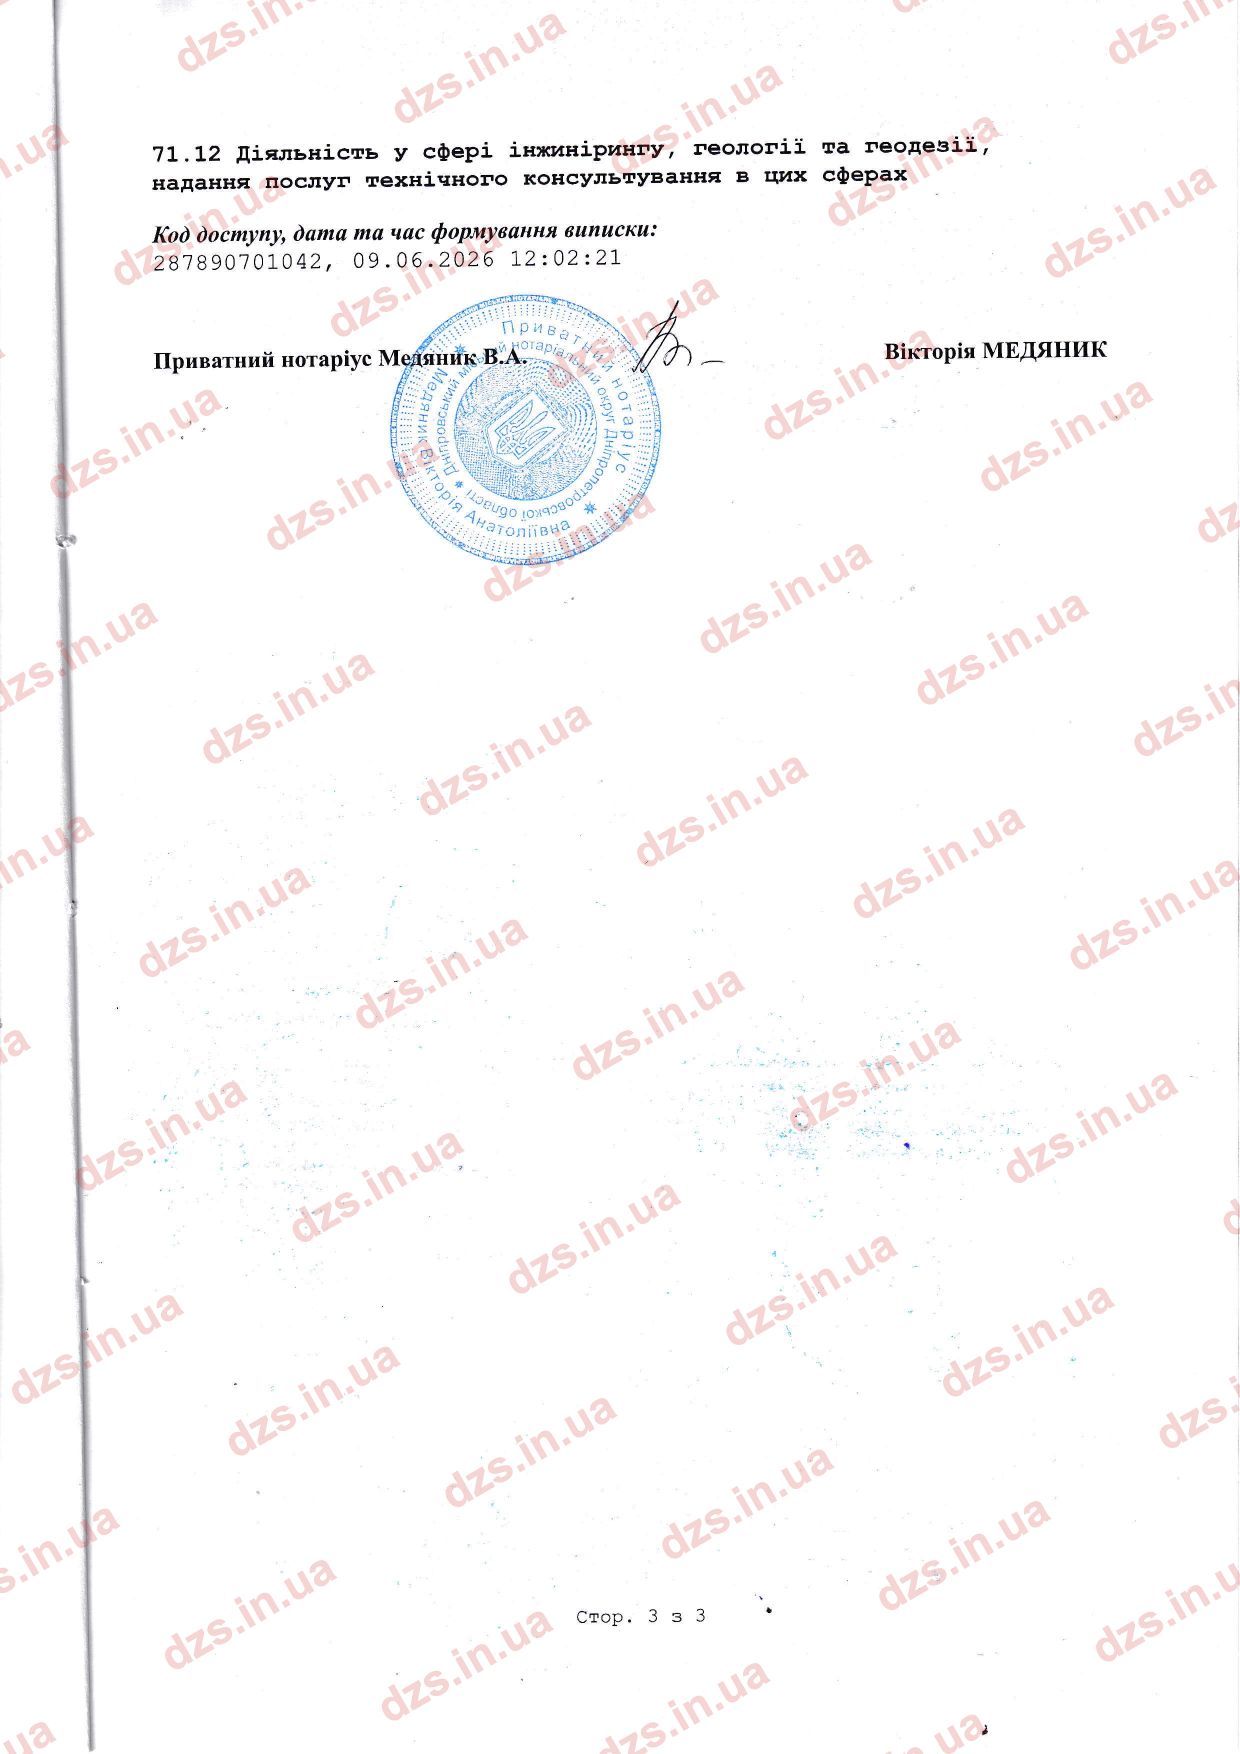 71.12 Діяльність у сфері інжинірингу, геології та геодезії,
надання послуг технічного консультування в цих сферах
Код доступу, дата та час формування виписки:
287890701042, 09.06.2026 12:02:21
Приватний нотаріус Медяник В.А.
Вікторія МЕДЯНИК
Приватний нотаріус
Медяник Вікторія Анатоліївна
Дніпровський міський нотаріальний округ Дніпропетровської області
Стор. 3 з 3
dzs.in.ua